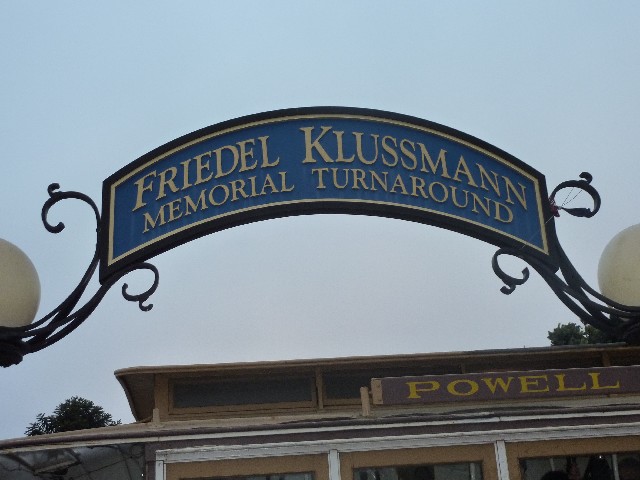 FRIEDEL KLUSSMANN
MEMORIAL TURNAROUND
POWELL